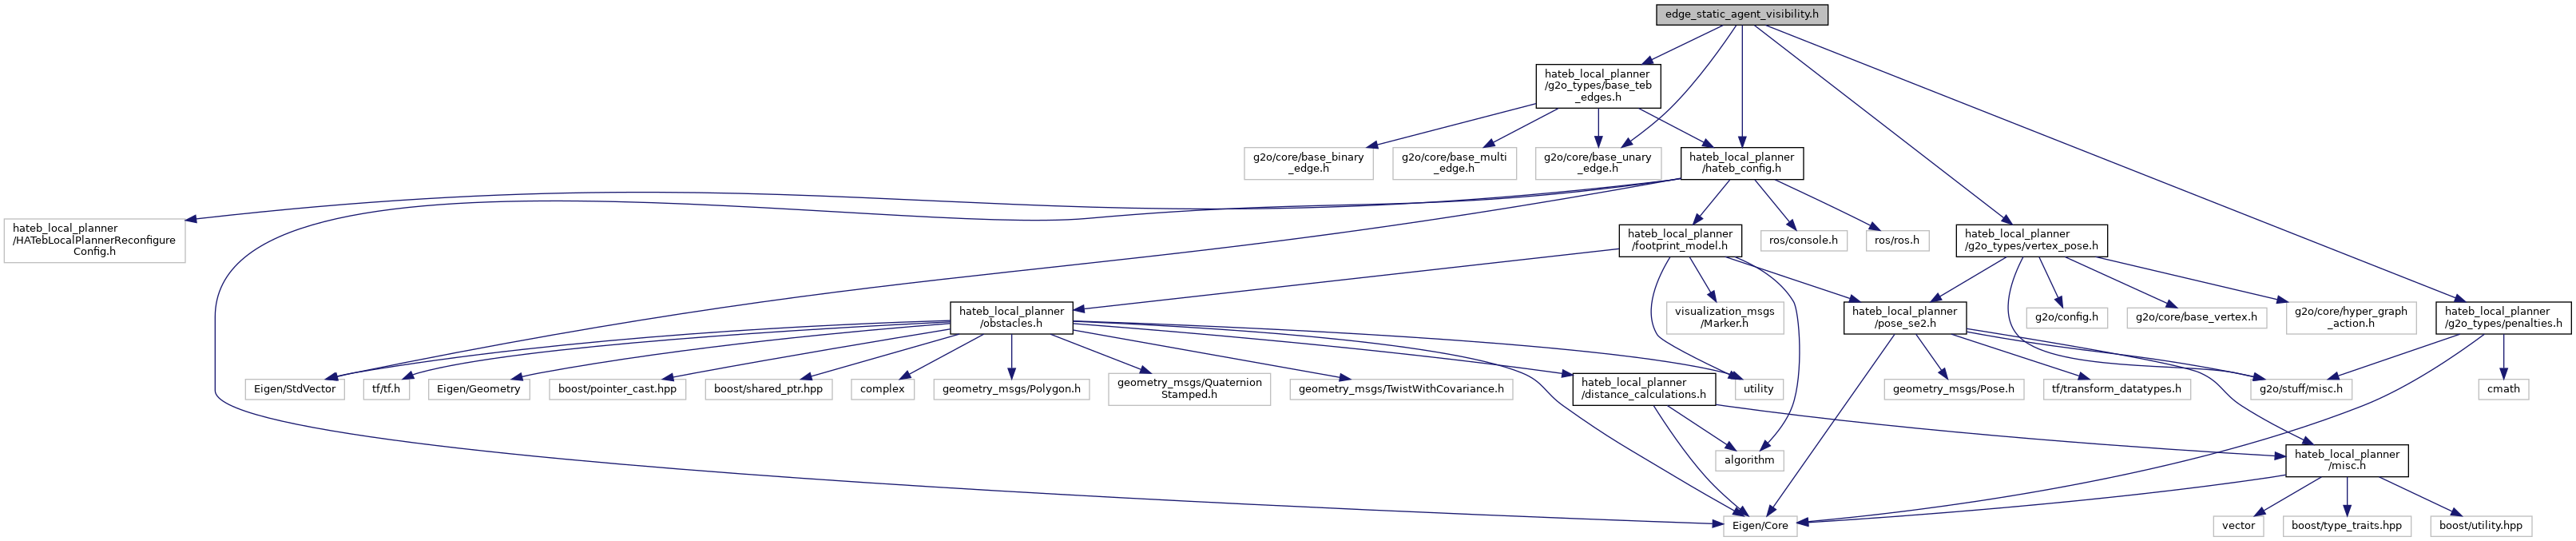 edge_static_agent_visibility.h
hateb_local_planner
/g2o_types/base_teb
_edges.h
g2o/core/base_binary
_edge.h
g2o/core/base_multi
_edge.h
g2o/core/base_unary
_edge.h
hateb_local_planner
/hateb_config.h
hateb_local_planner
/HATebLocalPlannerReconfigure
Config.h
hateb_local_planner
/footprint_model.h
ros/console.h
ros/ros.h
hateb_local_planner
/g2o_types/vertex_pose.h
hateb_local_planner
/obstacles.h
visualization_msgs
/Marker.h
hateb_local_planner
/pose_se2.h
g2o/config.h
g2o/core/base_vertex.h
g2o/core/hyper_graph
_action.h
hateb_local_planner
/g2o_types/penalties.h
Eigen/StdVector
tf/tf.h
Eigen/Geometry
boost/pointer_cast.hpp
boost/shared_ptr.hpp
complex
geometry_msgs/Polygon.h
geometry_msgs/Quaternion
Stamped.h
geometry_msgs/TwistWithCovariance.h
hateb_local_planner
/distance_calculations.h
utility
geometry_msgs/Pose.h
tf/transform_datatypes.h
g2o/stuff/misc.h
cmath
algorithm
hateb_local_planner
/misc.h
Eigen/Core
vector
boost/type_traits.hpp
boost/utility.hpp